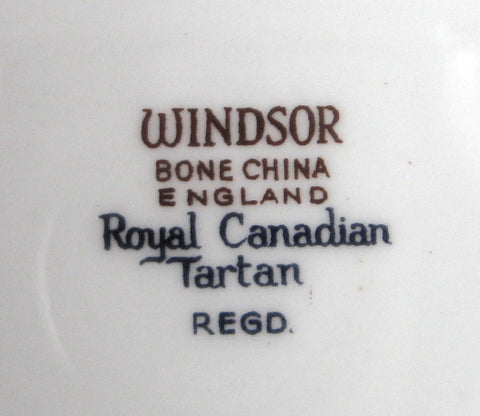 WINDSOR
BONE CHINA
ENGLAND
Royal Canadian
Tartan
REGD.